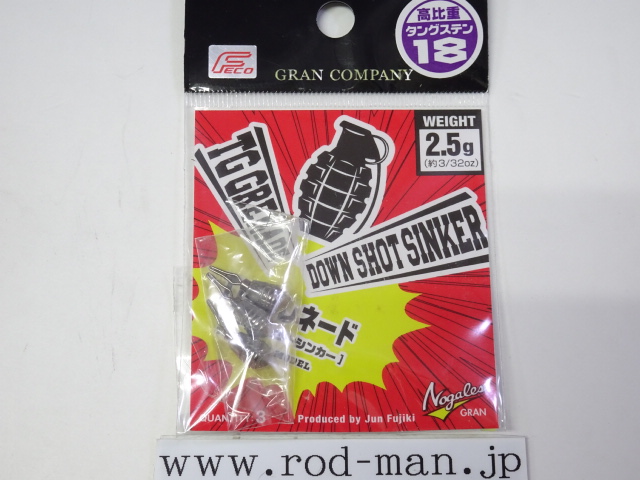 高比重
タングステン
18
FECO
GRAN COMPANY
WEIGHT
2.5g
(約3/32oz)
TG
DOWN SHOT SINKER
ネード
シンカー]
QUANTITY:3
Produced by Jun Fujiki
Nogales
GRAN
www.rod-man.jp